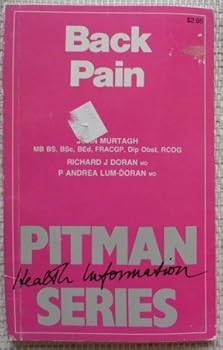 $2.95
Back
Pain
MURTAGH
MB BS, BSc, BEd, FRACGP, Dip Obst, RCOG
RICHARD J DORAN MD
P ANDREA LUM-DORAN MD
PITMAN
Health Information
SERIES